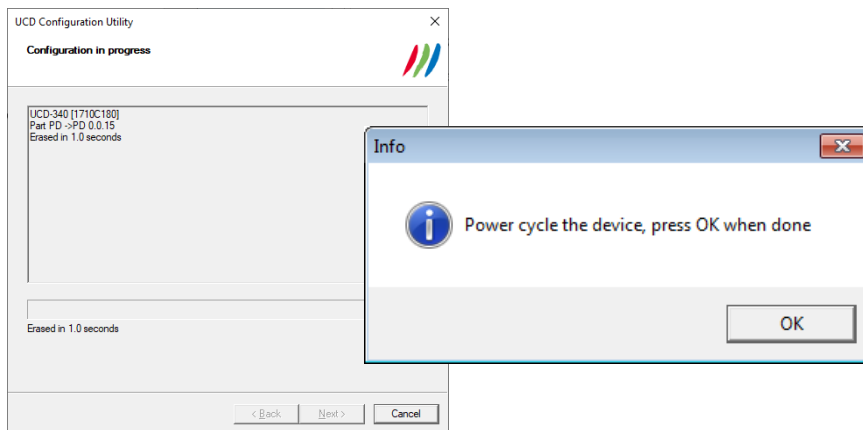 UCD Configuration Utility
Configuration in progress
UCD-340 [1710C180]
Part PD ->PD 0.0.15
Erased in 1.0 seconds
Erased in 1.0 seconds
< Back
Next >
Cancel
Info
Power cycle the device, press OK when done
OK